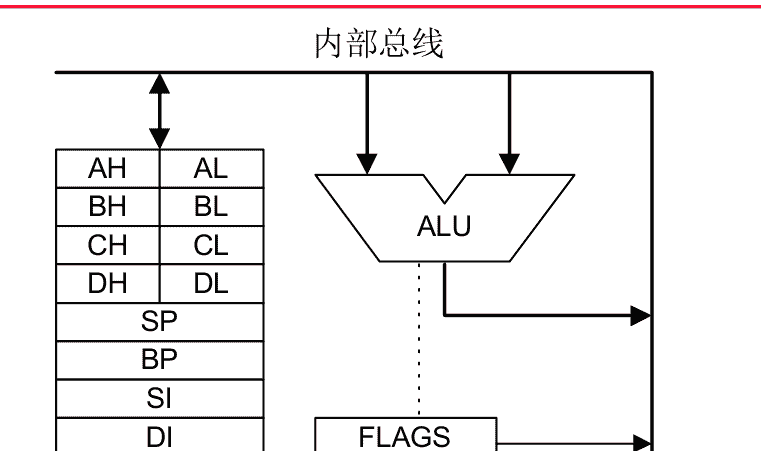 内部总线
AH AL
BH BL
CH CL
DH DL
SP
BP
SI
DI
ALU
FLAGS